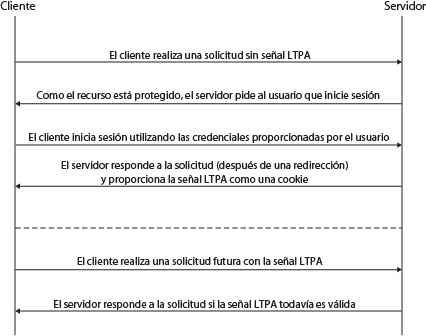 Cliente
Servidor
El cliente realiza una solicitud sin señal LTPA
Como el recurso está protegido, el servidor pide al usuario que inicie sesión
El cliente inicia sesión utilizando las credenciales proporcionadas por el usuario
El servidor responde a la solicitud (después de una redirección)
y proporciona la señal LTPA como una cookie
El cliente realiza una solicitud futura con la señal LTPA
El servidor responde a la solicitud si la señal LTPA todavía es válida